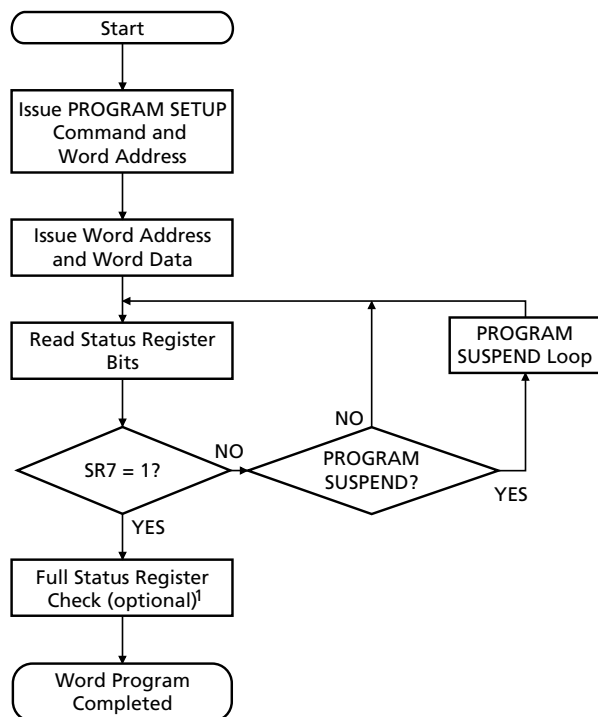 Start
Issue PROGRAM SETUP
Command and
Word Address
Issue Word Address
and Word Data
Read Status Register
Bits
PROGRAM
SUSPEND Loop
SR7 = 1?
NO
PROGRAM
SUSPEND?
NO
YES
YES
Full Status Register
Check (optional)¹
Word Program
Completed